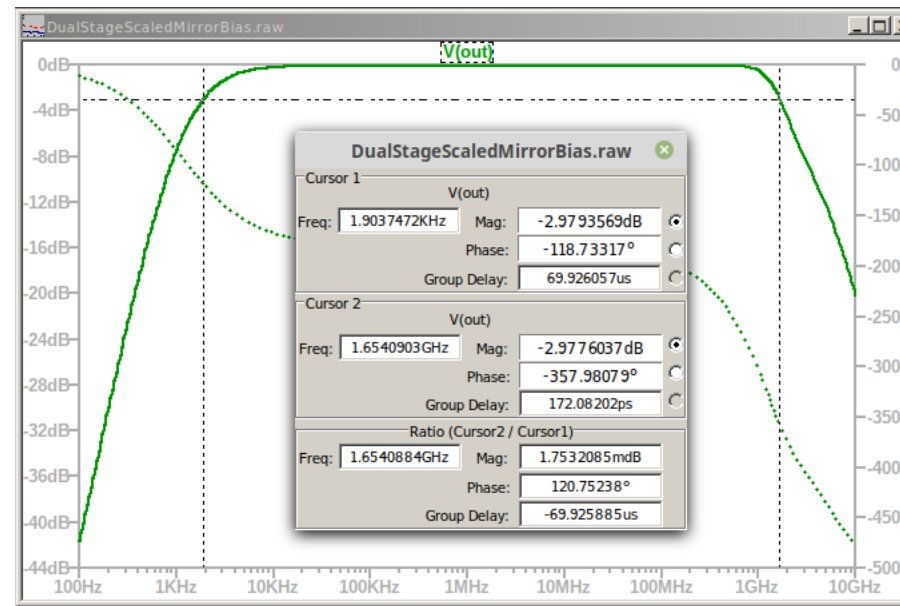 DualStageScaledMirrorBias.raw
V(out)
0dB
-4dB
-8dB
-12dB
-16dB
-20dB
-24dB
-28dB
-32dB
-36dB
-40dB
-44dB
DualStageScaledMirrorBias.raw
Cursor 1
V(out)
Freq: 1.9037472KHz Mag: -2.9793569dB
Phase: -118.73317°
Group Delay: 69.926057us
Cursor 2
V(out)
Freq: 1.6540903GHz Mag: -2.9776037dB
Phase: -357.98079°
Group Delay: 172.08202ps
Ratio (Cursor2 / Cursor1)
Freq: 1.6540884GHz Mag: 1.7532085mdB
Phase: 120.75238°
Group Delay: -69.925885us
0
-50
-100
-150
-200
-250
-300
-350
-400
-450
-500
100Hz 1KHz 10KHz 100KHz 1MHz 10MHz 100MHz 1GHz 10GHz